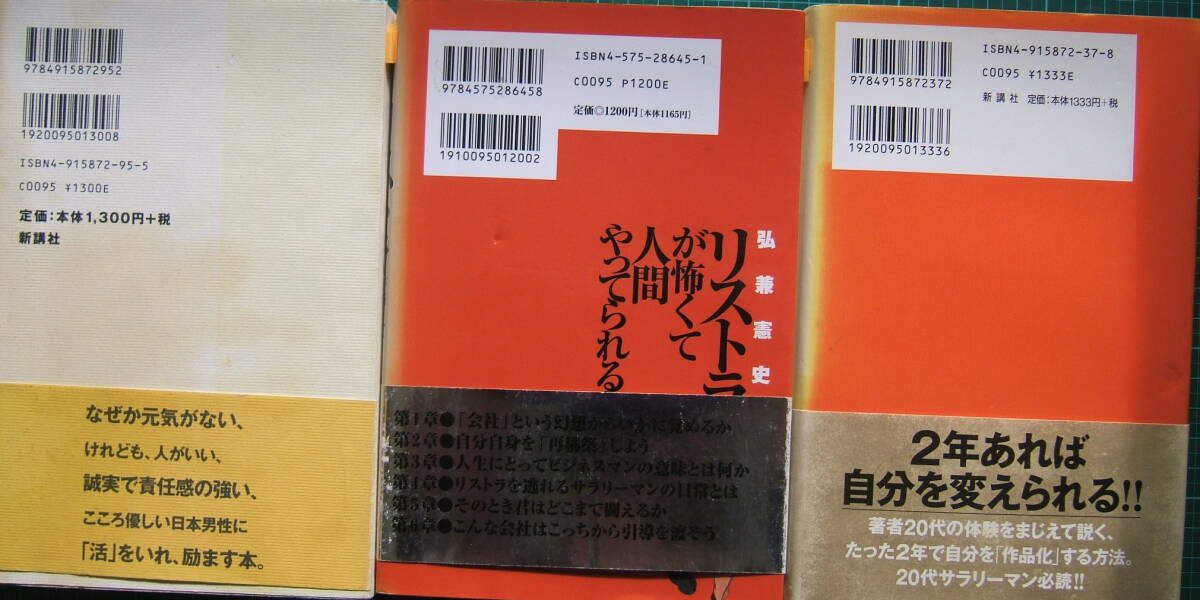 9784915872952
1920095013008
ISBN4-915872-95-5
C0095 ¥1300E
定価:本体1,300円+税
新講社
なぜか元気がない、
けれども、人がいい、
誠実で責任感の強い、
こころ優しい日本男性に
「活」をいれ、励ます本。
9784575286458
1910095012002
ISBN4-575-28645-1
C0095 P1200E
定価◎1200円[本体1165円]
弘兼憲史
リストラ
が怖くて
人間
やってられる
第1章●「会社」という幻想からいかに覚めるか
第2章●自分自身を「再構築」しよう
第3章●人生にとってビジネスマンの意味とは何か
第4章●リストラを逃れるサラリーマンの日常とは
第5章●そのとき君はどこまで闘えるか
第6章●こんな会社はこっちから引導を渡そう
9784915872372
1920095013336
ISBN4-915872-37-8
C0095 ¥1333E
新講社 定価:本体1333円+税
2年あれば
自分を変えられる!!
著者20代の体験をまじえて説く、
たった2年で自分を「作品化」する方法。
20代サラリーマン必読!!